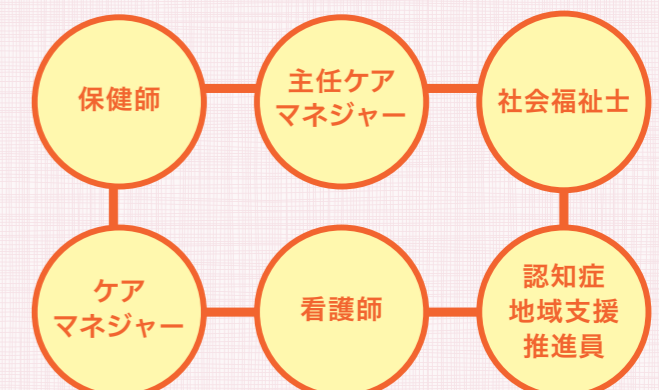 保健師
主任ケア
マネジャー
社会福祉士
ケア
マネジャー
看護師
認知症
地域支援
推進員